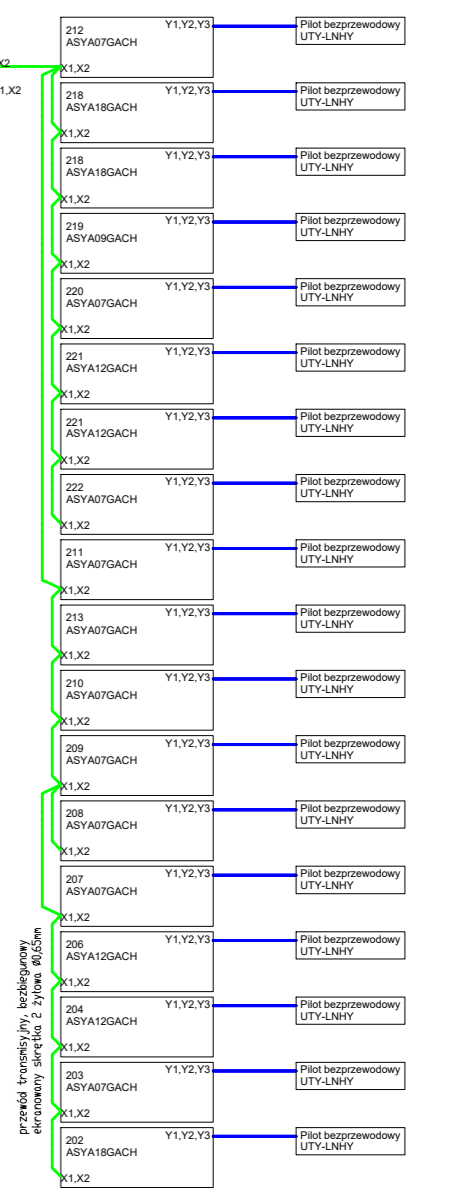 212 Y1,Y2,Y3 Pilot bezprzewodowy
ASYA07GACH UTY-LNHY
X2 X1,X2
1,X2
218 Y1,Y2,Y3 Pilot bezprzewodowy
ASYA18GACH UTY-LNHY
X1,X2
218 Y1,Y2,Y3 Pilot bezprzewodowy
ASYA18GACH UTY-LNHY
X1,X2
219 Y1,Y2,Y3 Pilot bezprzewodowy
ASYA09GACH UTY-LNHY
X1,X2
220 Y1,Y2,Y3 Pilot bezprzewodowy
ASYA07GACH UTY-LNHY
X1,X2
221 Y1,Y2,Y3 Pilot bezprzewodowy
ASYA12GACH UTY-LNHY
X1,X2
221 Y1,Y2,Y3 Pilot bezprzewodowy
ASYA12GACH UTY-LNHY
X1,X2
222 Y1,Y2,Y3 Pilot bezprzewodowy
ASYA07GACH UTY-LNHY
X1,X2
211 Y1,Y2,Y3 Pilot bezprzewodowy
ASYA07GACH UTY-LNHY
X1,X2
213 Y1,Y2,Y3 Pilot bezprzewodowy
ASYA07GACH UTY-LNHY
X1,X2
210 Y1,Y2,Y3 Pilot bezprzewodowy
ASYA07GACH UTY-LNHY
X1,X2
209 Y1,Y2,Y3 Pilot bezprzewodowy
ASYA07GACH UTY-LNHY
X1,X2
208 Y1,Y2,Y3 Pilot bezprzewodowy
ASYA07GACH UTY-LNHY
X1,X2
207 Y1,Y2,Y3 Pilot bezprzewodowy
ASYA07GACH UTY-LNHY
X1,X2
206 Y1,Y2,Y3 Pilot bezprzewodowy
ASYA12GACH UTY-LNHY
X1,X2
204 Y1,Y2,Y3 Pilot bezprzewodowy
ASYA12GACH UTY-LNHY
X1,X2
203 Y1,Y2,Y3 Pilot bezprzewodowy
ASYA07GACH UTY-LNHY
X1,X2
202 Y1,Y2,Y3 Pilot bezprzewodowy
ASYA18GACH UTY-LNHY
X1,X2
przewód transmisyjny, bezbiegunowy
ekranowany skrętka 2 żyłowa Ø0,65mm